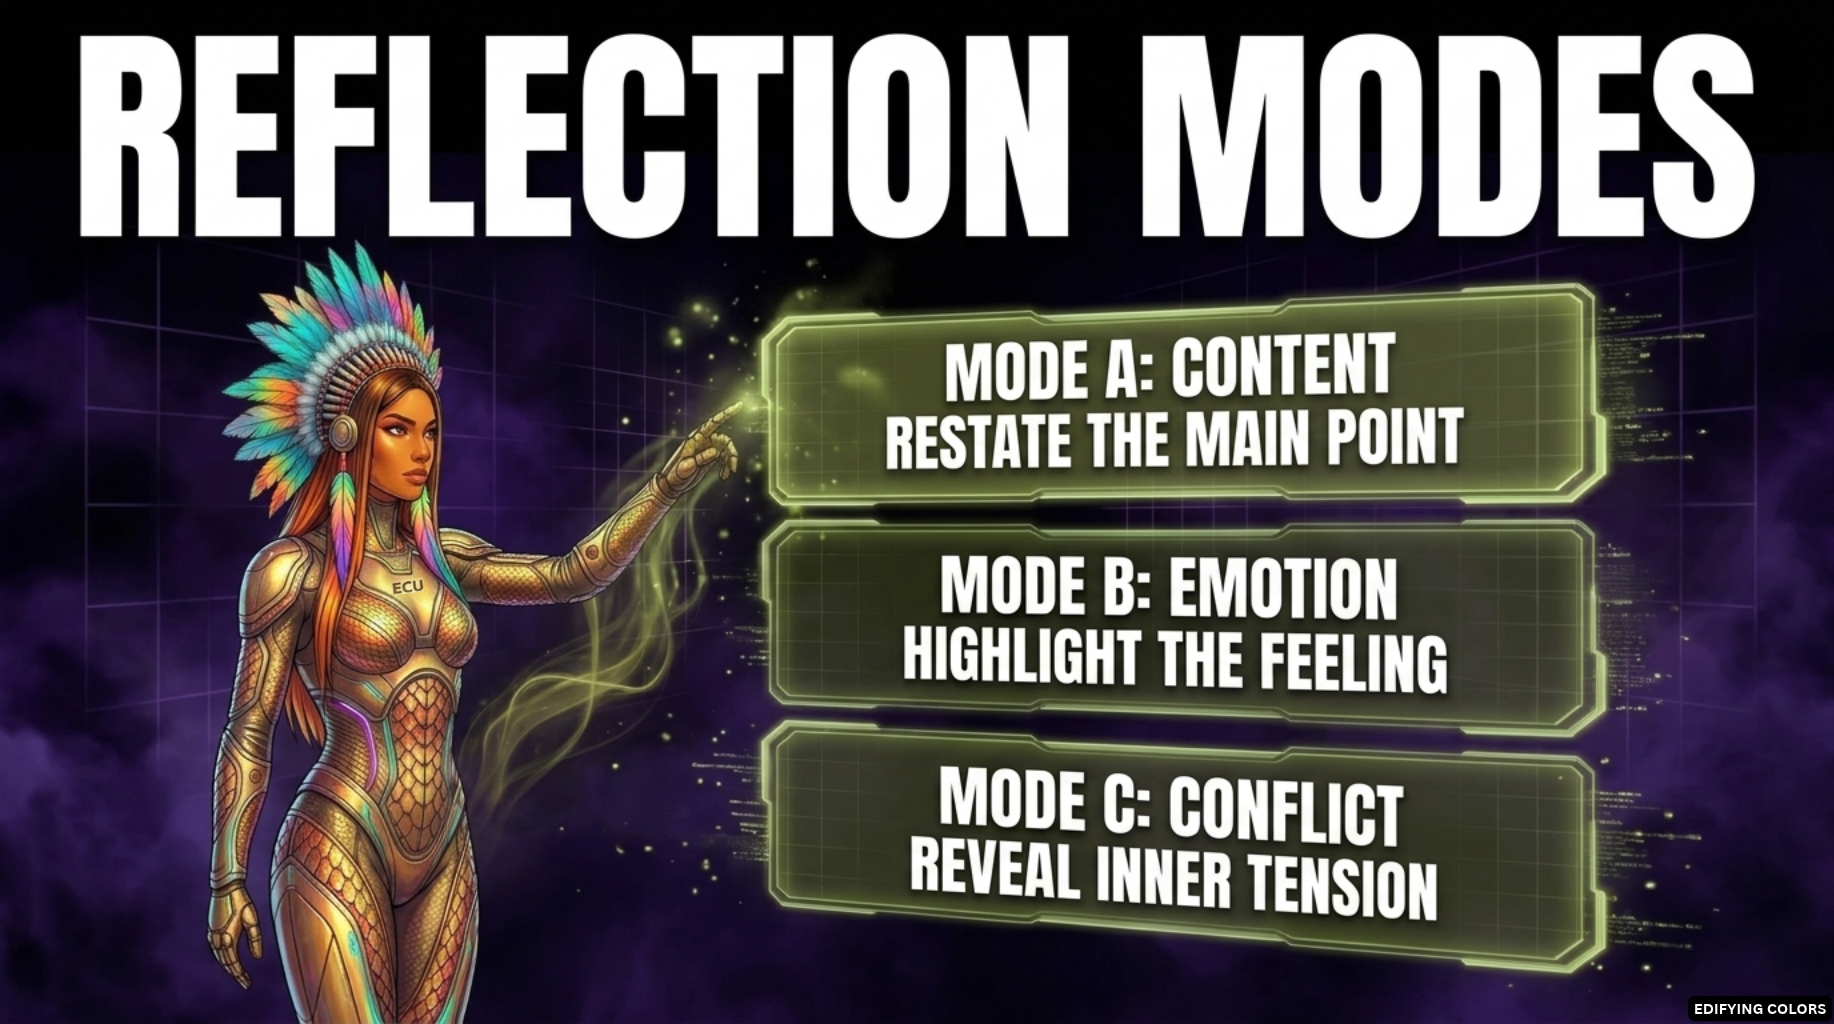 REFLECTION MODES
MODE A: CONTENT
RESTATE THE MAIN POINT
ECU
MODE B: EMOTION
HIGHLIGHT THE FEELING
MODE C: CONFLICT
REVEAL INNER TENSION
EDIFYING COLORS